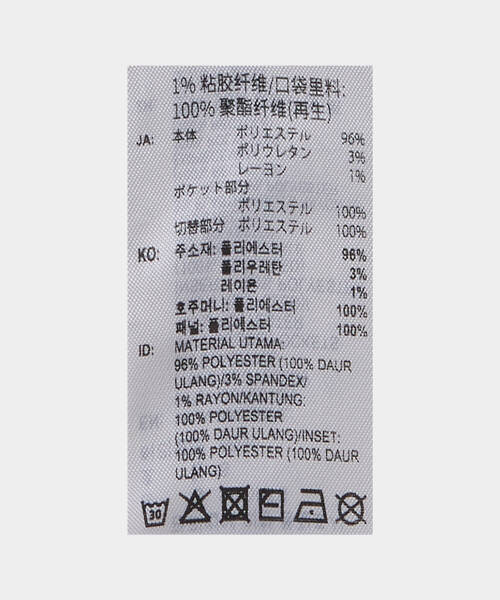 1% 粘胶纤维/口袋里料:
100% 聚酯纤维(再生)
JA: 本体 ポリエステル 96%
ポリウレタン 3%
レーヨン 1%
ポケット部分
ポリエステル 100%
切替部分 ポリエステル 100%
KO: 주소재: 폴리에스터 96%
폴리우레탄 3%
레이온 1%
호주머니: 폴리에스터 100%
패널: 폴리에스터 100%
ID: MATERIAL UTAMA:
96% POLYESTER (100% DAUR
ULANG)/3% SPANDEX/
1% RAYON/KANTUNG:
100% POLYESTER
(100% DAUR ULANG)/INSET:
100% POLYESTER (100% DAUR
ULANG)
30